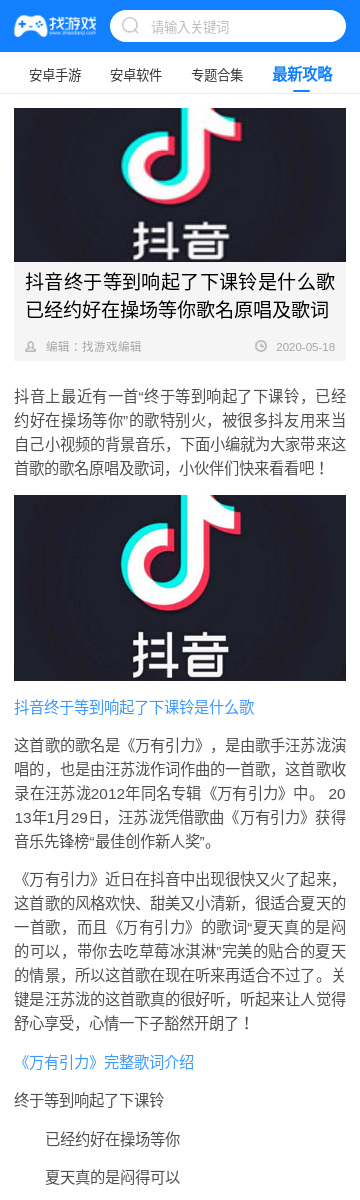 找游戏
www.zhaodanji.com
请输入关键词
安卓手游 安卓软件 专题合集 最新攻略
抖音
抖音终于等到响起了下课铃是什么歌
已经约好在操场等你歌名原唱及歌词
编辑：找游戏编辑 2020-05-18
抖音上最近有一首“终于等到响起了下课铃，已经
约好在操场等你”的歌特别火，被很多抖友用来当
自己小视频的背景音乐，下面小编就为大家带来这
首歌的歌名原唱及歌词，小伙伴们快来看看吧！
抖音
抖音终于等到响起了下课铃是什么歌
这首歌的歌名是《万有引力》，是由歌手汪苏泷演
唱的，也是由汪苏泷作词作曲的一首歌，这首歌收
录在汪苏泷2012年同名专辑《万有引力》中。 20
13年1月29日，汪苏泷凭借歌曲《万有引力》获得
音乐先锋榜“最佳创作新人奖”。
《万有引力》近日在抖音中出现很快又火了起来，
这首歌的风格欢快、甜美又小清新，很适合夏天的
一首歌，而且《万有引力》的歌词“夏天真的是闷
的可以，带你去吃草莓冰淇淋”完美的贴合的夏天
的情景，所以这首歌在现在听来再适合不过了。关
键是汪苏泷的这首歌真的很好听，听起来让人觉得
舒心享受，心情一下子豁然开朗了！
《万有引力》完整歌词介绍
终于等到响起了下课铃
已经约好在操场等你
夏天真的是闷得可以